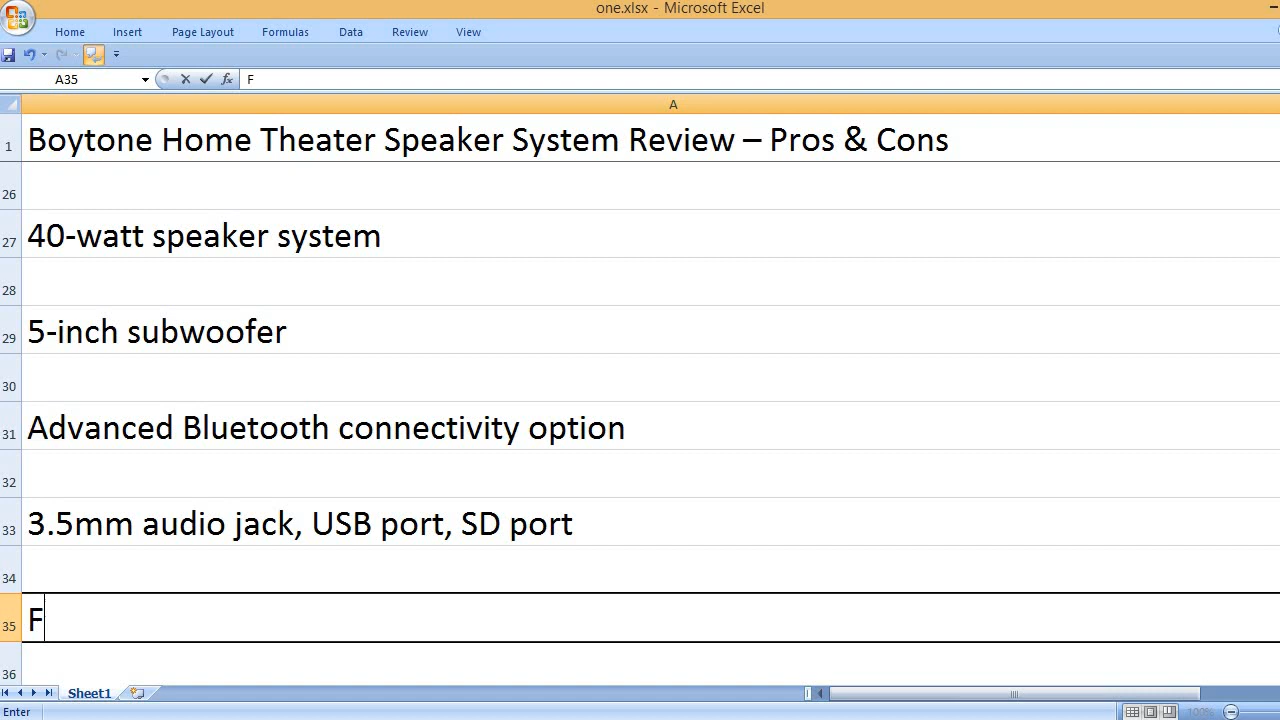 one.xlsx - Microsoft Excel
Home Insert Page Layout Formulas Data Review View
A35 fx F
A
1 Boytone Home Theater Speaker System Review – Pros & Cons
26
27 40-watt speaker system
28
29 5-inch subwoofer
30
31 Advanced Bluetooth connectivity option
32
33 3.5mm audio jack, USB port, SD port
34
35 F
36
Sheet1
Enter 100%